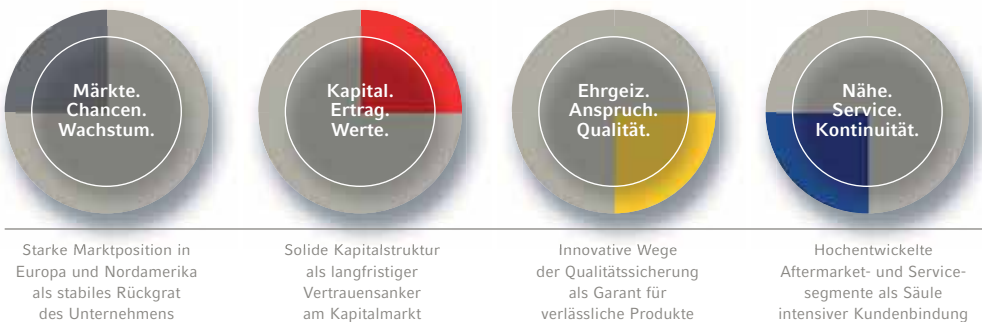 Märkte.
Chancen.
Wachstum.
Kapital.
Ertrag.
Werte.
Ehrgeiz.
Anspruch.
Qualität.
Nähe.
Service.
Kontinuität.
Starke Marktposition in
Europa und Nordamerika
als stabiles Rückgrat
des Unternehmens
Solide Kapitalstruktur
als langfristiger
Vertrauensanker
am Kapitalmarkt
Innovative Wege
der Qualitätssicherung
als Garant für
verlässliche Produkte
Hochentwickelte
Aftermarket- und Service-
segmente als Säule
intensiver Kundenbindung